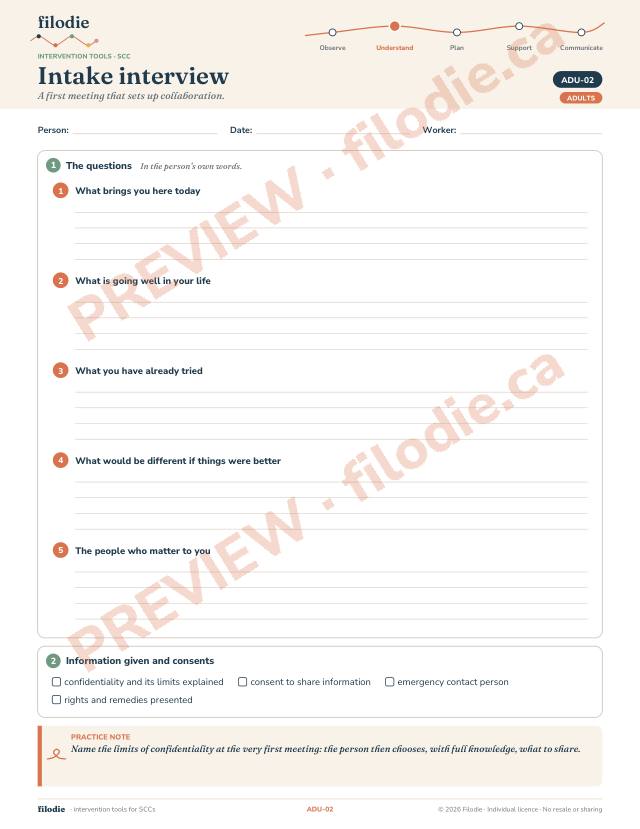 filodie
Observe Understand Plan Support Communicate
INTERVENTION TOOLS · SCC
Intake interview
A first meeting that sets up collaboration.
ADU-02
ADULTS
Person: Date: Worker:
1 The questions In the person's own words.
1 What brings you here today
2 What is going well in your life
3 What you have already tried
4 What would be different if things were better
5 The people who matter to you
PREVIEW · filodie.ca
PREVIEW · filodie.ca
2 Information given and consents
confidentiality and its limits explained consent to share information emergency contact person
rights and remedies presented
PRACTICE NOTE
Name the limits of confidentiality at the very first meeting: the person then chooses, with full knowledge, what to share.
filodie · intervention tools for SCCs ADU-02 © 2026 Filodie · Individual licence · No resale or sharing